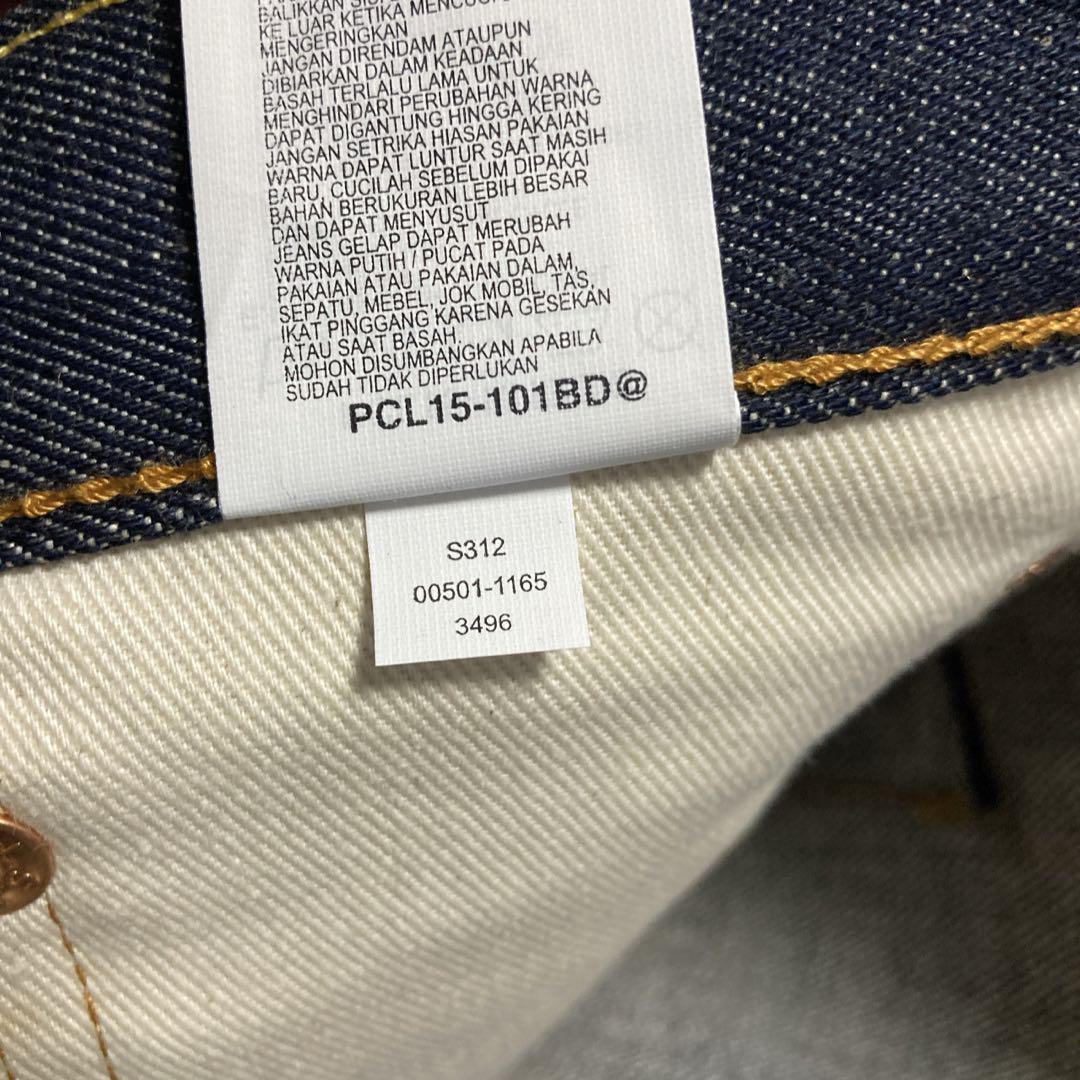 BALIKKAN
KE LUAR KETIKA
MENGERINGKAN
JANGAN DIRENDAM ATAUPUN
DIBIARKAN DALAM KEADAAN
BASAH TERLALU LAMA UNTUK
MENGHINDARI PERUBAHAN WARNA
DAPAT DIGANTUNG HINGGA KERING
JANGAN SETRIKA HIASAN PAKAIAN
WARNA DAPAT LUNTUR SAAT MASIH
BARU, CUCILAH SEBELUM DIPAKAI
BAHAN BERUKURAN LEBIH BESAR
DAN DAPAT MENYUSUT
JEANS GELAP DAPAT MERUBAH
WARNA PUTIH / PUCAT PADA
PAKAIAN ATAU PAKAIAN DALAM,
SEPATU, MEBEL, JOK MOBIL, TAS,
IKAT PINGGANG KARENA GESEKAN
ATAU SAAT BASAH.
MOHON DISUMBANGKAN APABILA
SUDAH TIDAK DIPERLUKAN
PCL15-101BD@
S312
00501-1165
3496